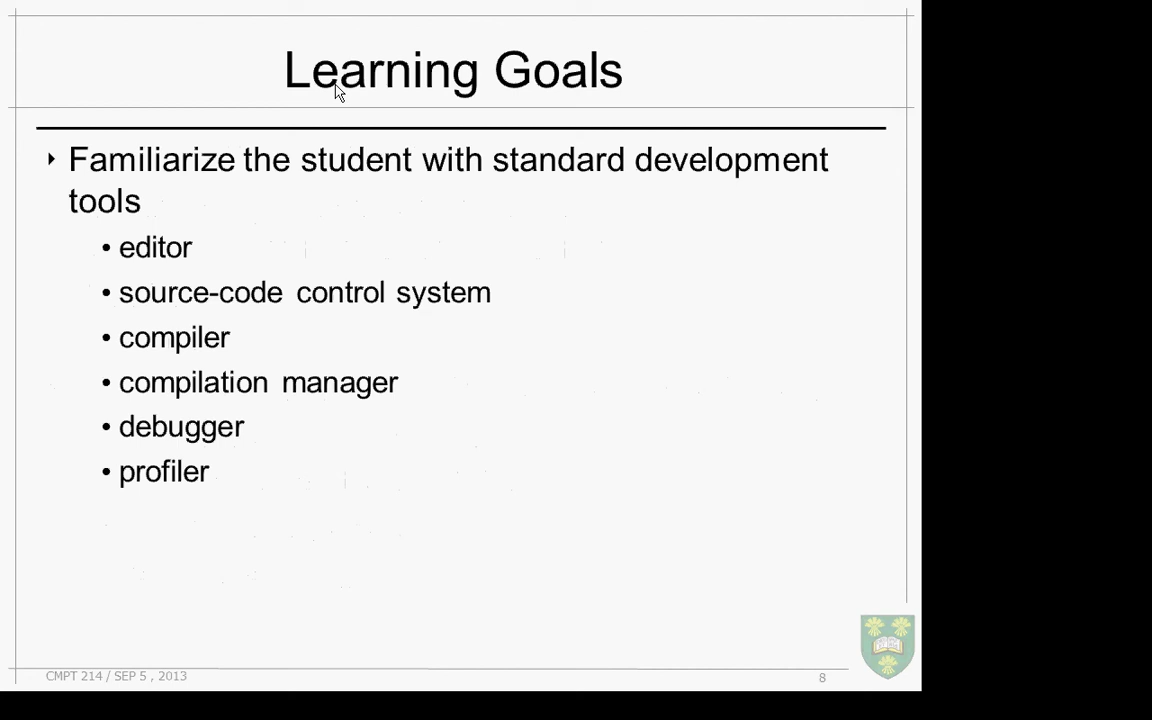 Learning Goals
‣ Familiarize the student with standard development
tools
• editor
• source-code control system
• compiler
• compilation manager
• debugger
• profiler
CMPT 214 / SEP 5 , 2013
8